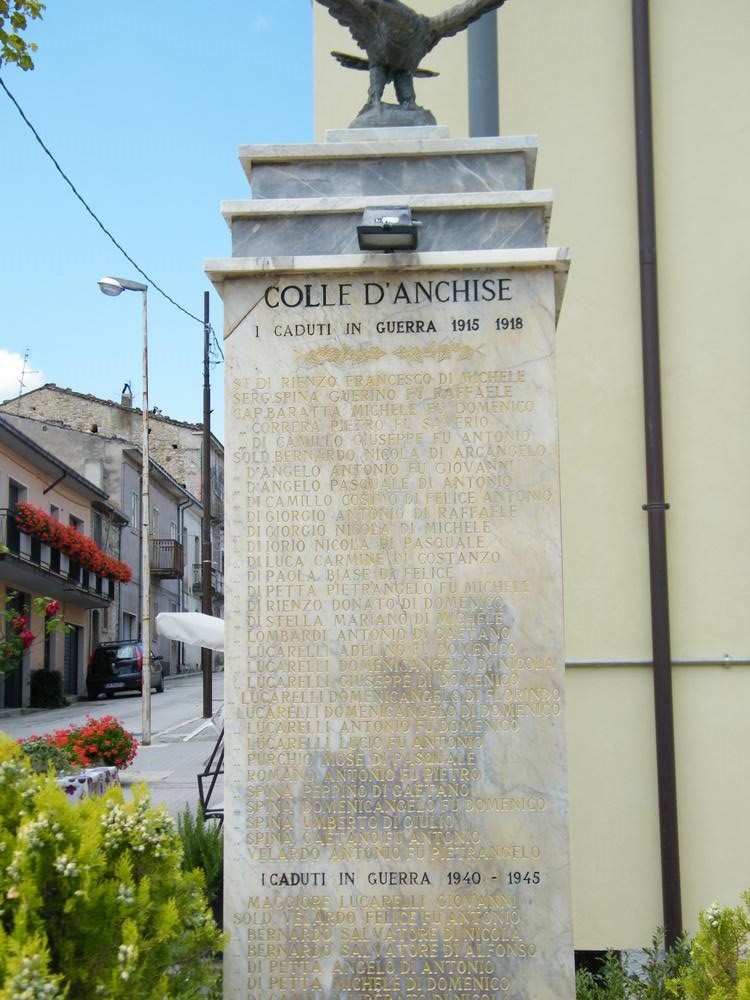 COLLE D'ANCHISE
I CADUTI IN GUERRA 1915 1918
ST. DI RIENZO FRANCESCO DI MICHELE
SERG. SPINA GUERINO FU RAFFAELE
CAP. BARATTA MICHELE FU DOMENICO
" CORRERA PIETRO FU SAVERIO
" DI CAMILLO GIUSEPPE FU ANTONIO
SOLD. BERNARDO NICOLA DI ARCANGELO
" D'ANGELO ANTONIO FU GIOVANNI
" D'ANGELO PASQUALE DI ANTONIO
" DI CAMILLO COSIMO DI FELICE ANTONIO
" DI GIORGIO ANTONIO DI RAFFAELE
" DI GIORGIO NICOLA DI MICHELE
" DI IORIO NICOLA DI PASQUALE
" DI LUCA CARMINE DI COSTANZO
" DI PAOLA BIASE DI FELICE
" DI PETTA PIETRANGELO FU MICHELE
" DI RIENZO DONATO DI DOMENICO
" DI STELLA MARIANO DI MICHELE
" LOMBARDI ANTONIO DI GAETANO
" LUCARELLI ADELINO FU DOMENICO
" LUCARELLI DOMENICANGELO DI NICOLA
" LUCARELLI GIUSEPPE DI DOMENICO
" LUCARELLI DOMENICANGELO DI FLORINDO
" LUCARELLI DOMENICANGELO DI DOMENICO
" LUCARELLI ANTONIO FU DOMENICO
" LUCARELLI LUCIO FU ANTONIO
" PURCHIO MOSÈ DI PASQUALE
" ROMANO ANTONIO FU PIETRO
" SPINA PEPPINO DI GAETANO
" SPINA DOMENICANGELO FU DOMENICO
" SPINA UMBERTO DI GIULIO
" SPINA GAETANO FU ANTONIO
" VELARDO ANTONIO FU PIETRANGELO
I CADUTI IN GUERRA 1940 - 1945
MAGGIORE LUCARELLI GIOVANNI
SOLD. VELARDO FELICE FU ANTONIO
" BERNARDO SALVATORE DI NICOLA
" BERNARDO SALVATORE DI ALFONSO
" DI PETTA ANGELO DI ANTONIO
" DI PETTA MICHELE DI DOMENICO